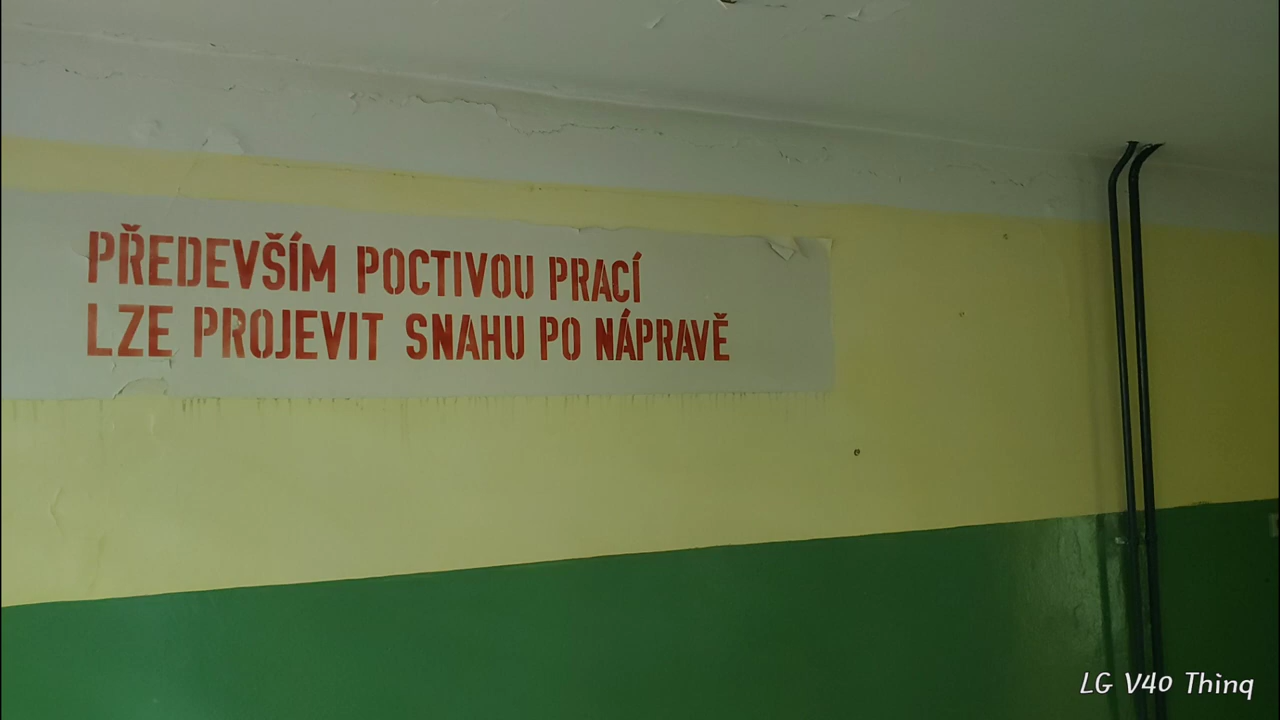 PŘEDEVŠÍM POCTIVOU PRACÍ
LZE PROJEVIT SNAHU PO NÁPRAVĚ
LG V40 Thinq